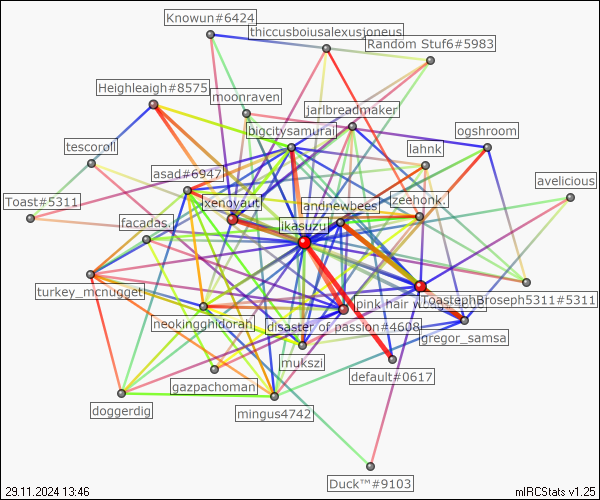 Knowun#6424
thiccusboiusalexusjoneus
Random Stuf6#5983
Heighleaigh#8575
moonraven
jarlbreadmaker
bigcitysamurai
ogshroom
tescoroll
lahnk
asad#6947
avelicious
Toast#5311
xenovaut
andnewbees
zeehonk.
facadas.
ikasuzu
turkey_mcnugget
pink hair
ToastephBroseph5311#5311
neokingghidorah
disaster of passion#4608
gregor_samsa
mukszi
default#0617
gazpachoman
doggerdig
mingus4742
Duck™#9103
29.11.2024 13:46
mIRCStats v1.25